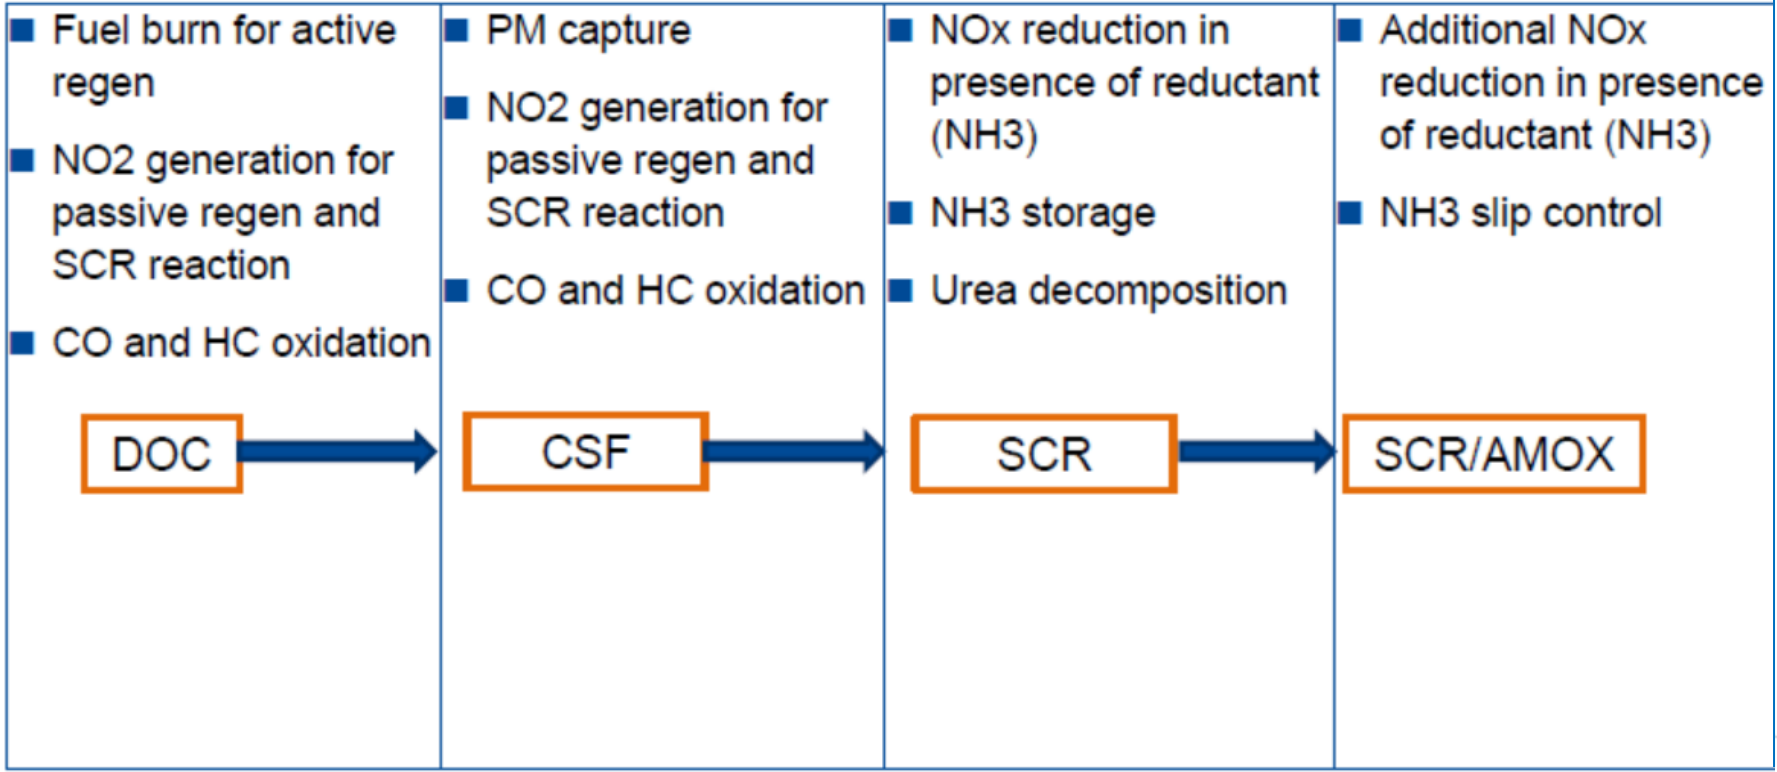 Fuel burn for active
regen
NO2 generation for
passive regen and
SCR reaction
CO and HC oxidation
DOC
PM capture
NO2 generation for
passive regen and
SCR reaction
CO and HC oxidation
CSF
NOx reduction in
presence of reductant
(NH3)
NH3 storage
Urea decomposition
SCR
Additional NOx
reduction in presence
of reductant (NH3)
NH3 slip control
SCR/AMOX